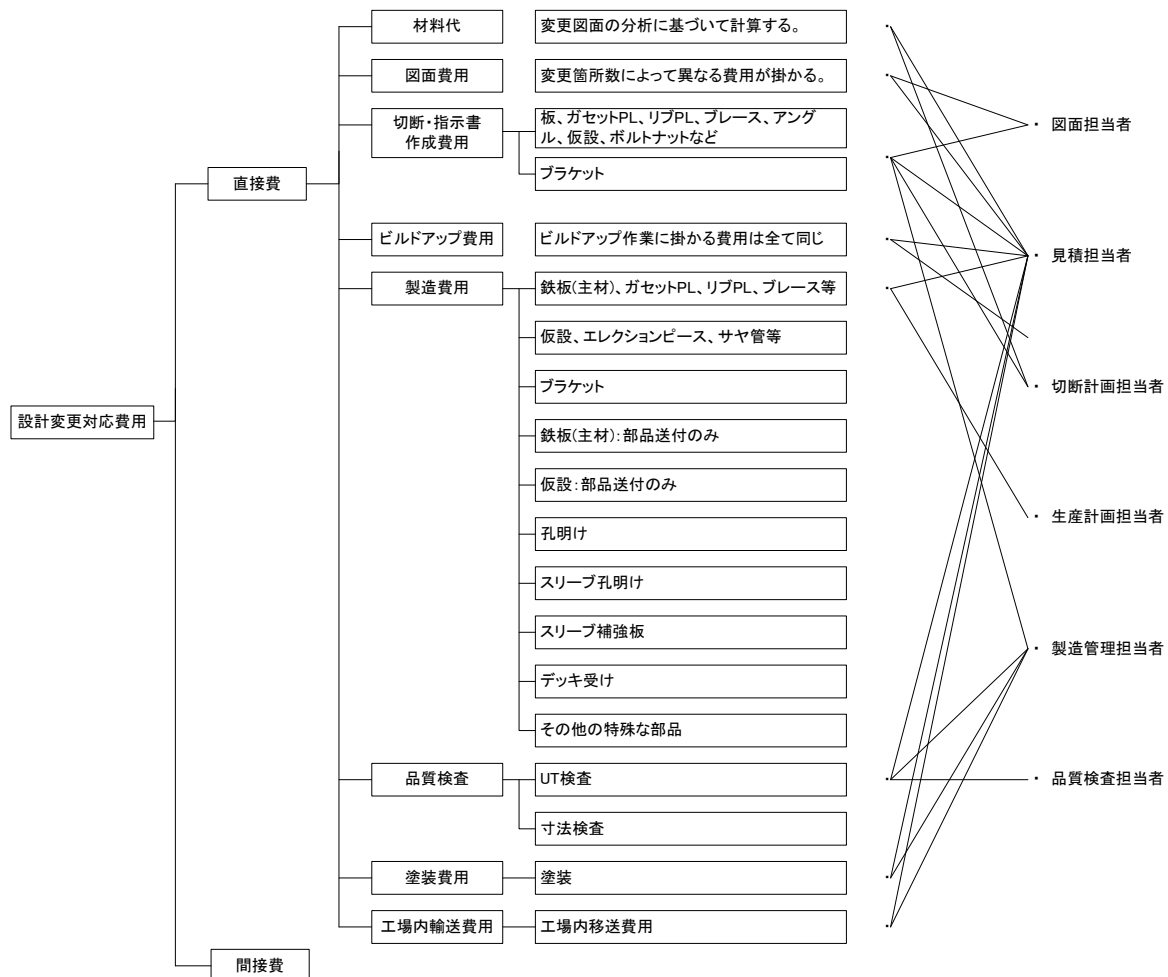 材料代
変更図面の分析に基づいて計算する。
図面費用
変更箇所数によって異なる費用が掛かる。
切断・指示書
作成費用
板、ガセットPL、リブPL、ブレース、アング
ル、仮設、ボルトナットなど
ブラケット
・ 図面担当者
直接費
ビルドアップ費用
ビルドアップ作業に掛かる費用は全て同じ
・ 見積担当者
製造費用
鉄板(主材)、ガセットPL、リブPL、ブレース等
仮設、エレクションピース、サヤ管等
ブラケット
・ 切断計画担当者
設計変更対応費用
鉄板(主材):部品送付のみ
仮設:部品送付のみ
・ 生産計画担当者
孔明け
スリーブ孔明け
スリーブ補強板
・ 製造管理担当者
デッキ受け
その他の特殊な部品
品質検査
UT検査
・ 品質検査担当者
寸法検査
塗装費用
塗装
工場内輸送費用
工場内移送費用
間接費